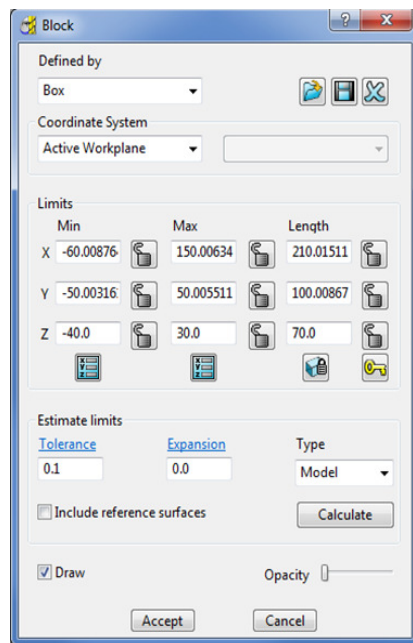 Block
Defined by
Box
Coordinate System
Active Workplane
Limits
Min Max Length
X -60.00876 150.00634 210.01511
Y -50.00316 50.005511 100.00867
Z -40.0 30.0 70.0
Estimate limits
Tolerance Expansion Type
0.1 0.0 Model
Include reference surfaces Calculate
Draw Opacity
Accept Cancel